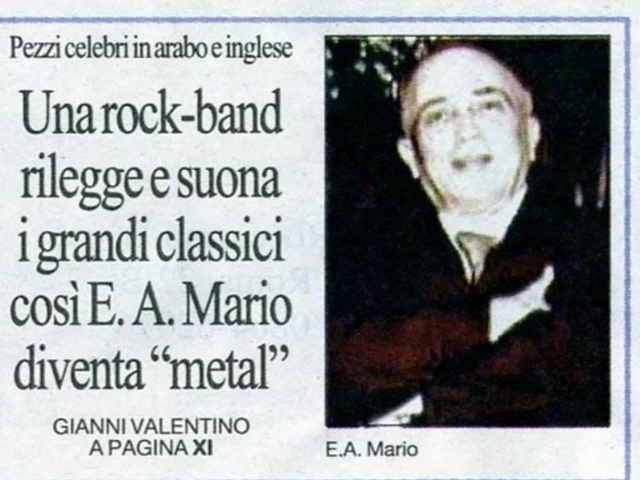 Pezzi celebri in arabo e inglese
Una rock-band
rilegge e suona
i grandi classici
così E. A. Mario
diventa “metal”
GIANNI VALENTINO
A PAGINA XI
E.A. Mario